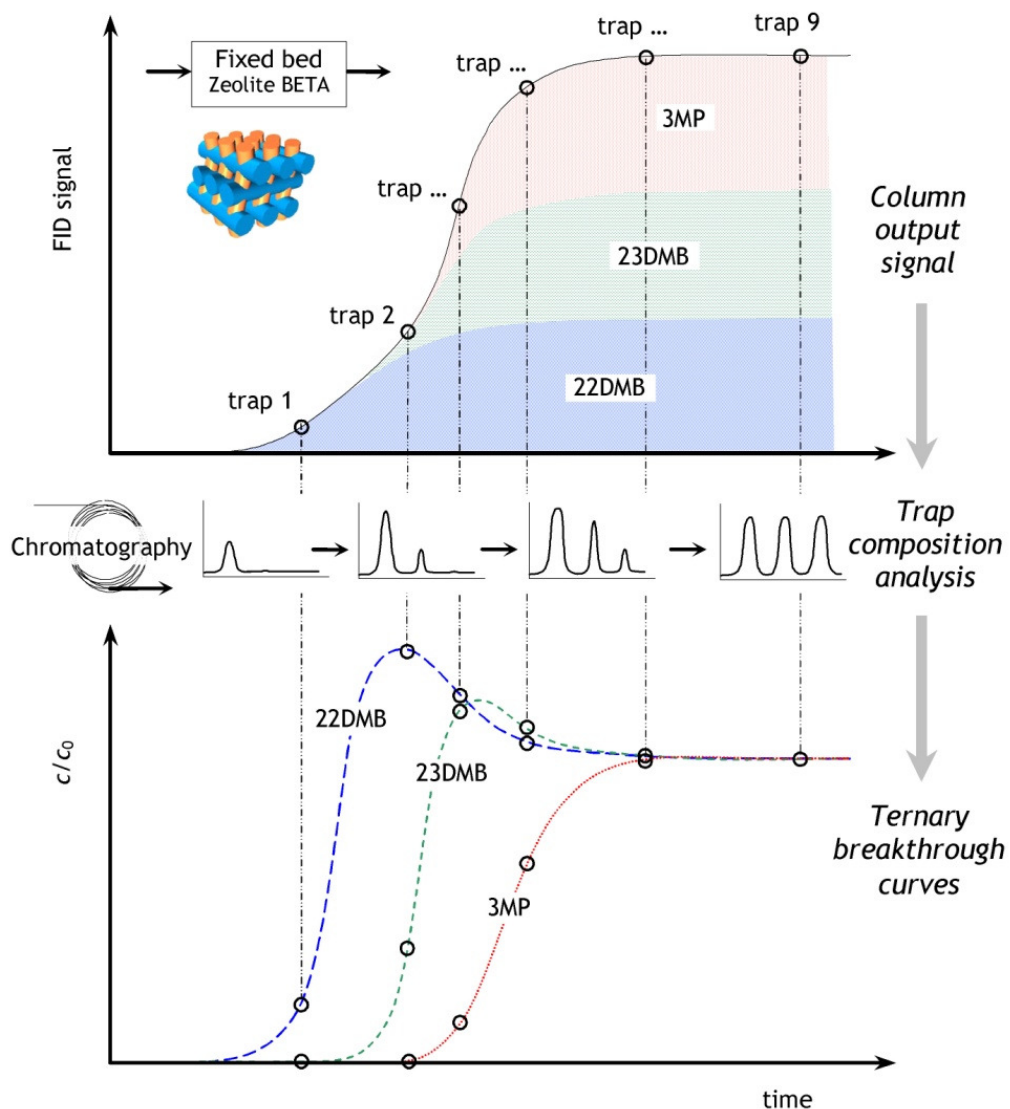 trap 9
trap ...
Fixed bed
Zeolite BETA
trap ...
3MP
trap ...
FID signal
Column
output
signal
23DMB
trap 2
22DMB
trap 1
Chromatography
Trap
composition
analysis
22DMB
c/c₀
23DMB
Ternary
breakthrough
curves
3MP
time